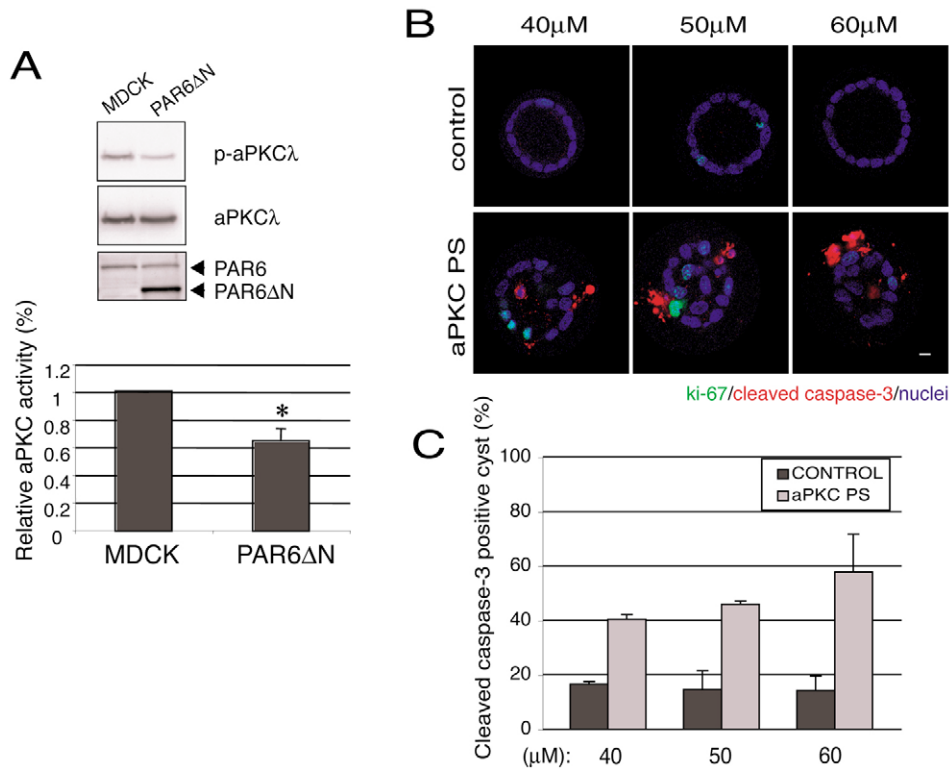 A
MDCK PAR6ΔN
p-aPKCλ
aPKCλ
PAR6
PAR6ΔN
Relative aPKC activity (%)
1.2
1
0.8
0.6
0.4
0.2
0
*
MDCK PAR6ΔN
B
40μM 50μM 60μM
control
aPKC PS
ki-67/cleaved caspase-3/nuclei
C
Cleaved caspase-3 positive cyst (%)
100
80
60
40
20
0
CONTROL
aPKC PS
(μM): 40 50 60